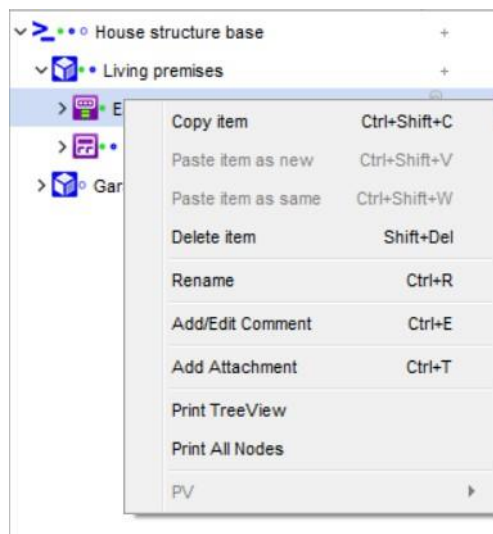 House structure base +
Living premises +
E
Gar
Copy item Ctrl+Shift+C
Paste item as new Ctrl+Shift+V
Paste item as same Ctrl+Shift+W
Delete item Shift+Del
Rename Ctrl+R
Add/Edit Comment Ctrl+E
Add Attachment Ctrl+T
Print TreeView
Print All Nodes
PV